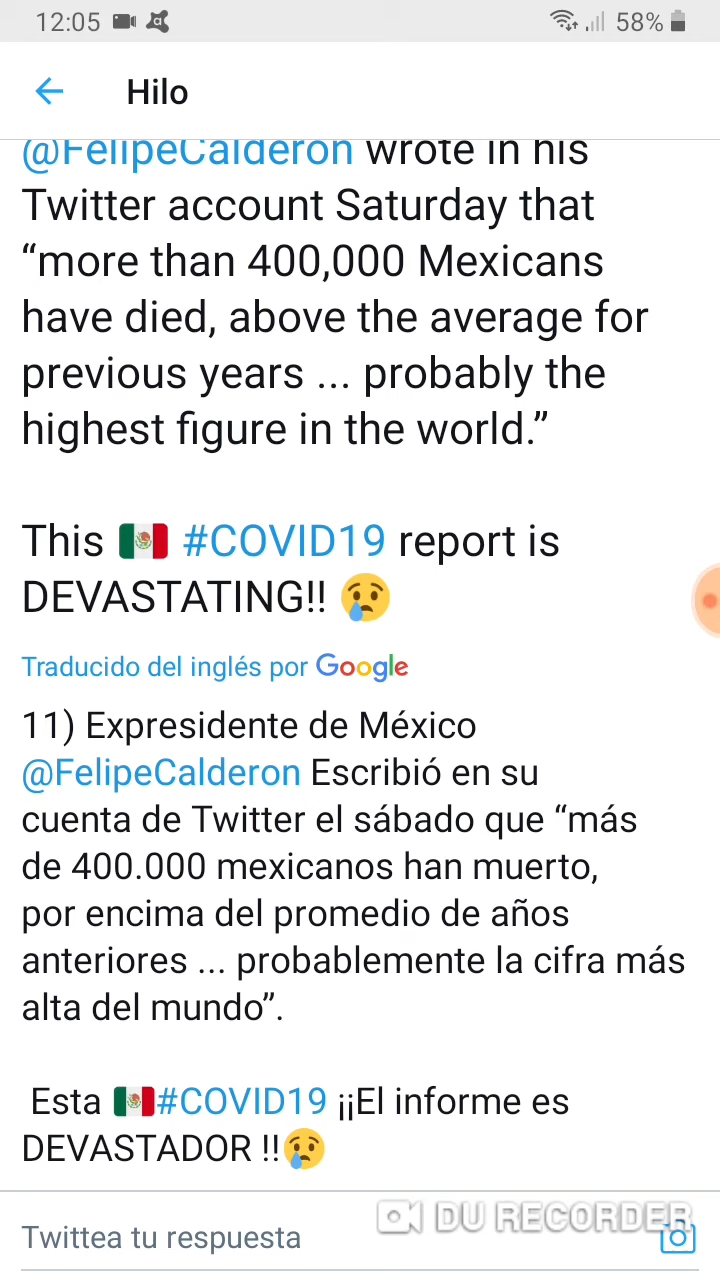 12:05
58%
Hilo
@FelipeCalderon wrote in his
Twitter account Saturday that
“more than 400,000 Mexicans
have died, above the average for
previous years ... probably the
highest figure in the world.”
This 🇲🇽 #COVID19 report is
DEVASTATING!! 😢
Traducido del inglés por Google
11) Expresidente de México
@FelipeCalderon Escribió en su
cuenta de Twitter el sábado que “más
de 400.000 mexicanos han muerto,
por encima del promedio de años
anteriores ... probablemente la cifra más
alta del mundo”.
Esta 🇲🇽#COVID19 ¡¡El informe es
DEVASTADOR !!😢
Twittea tu respuesta
DU RECORDER